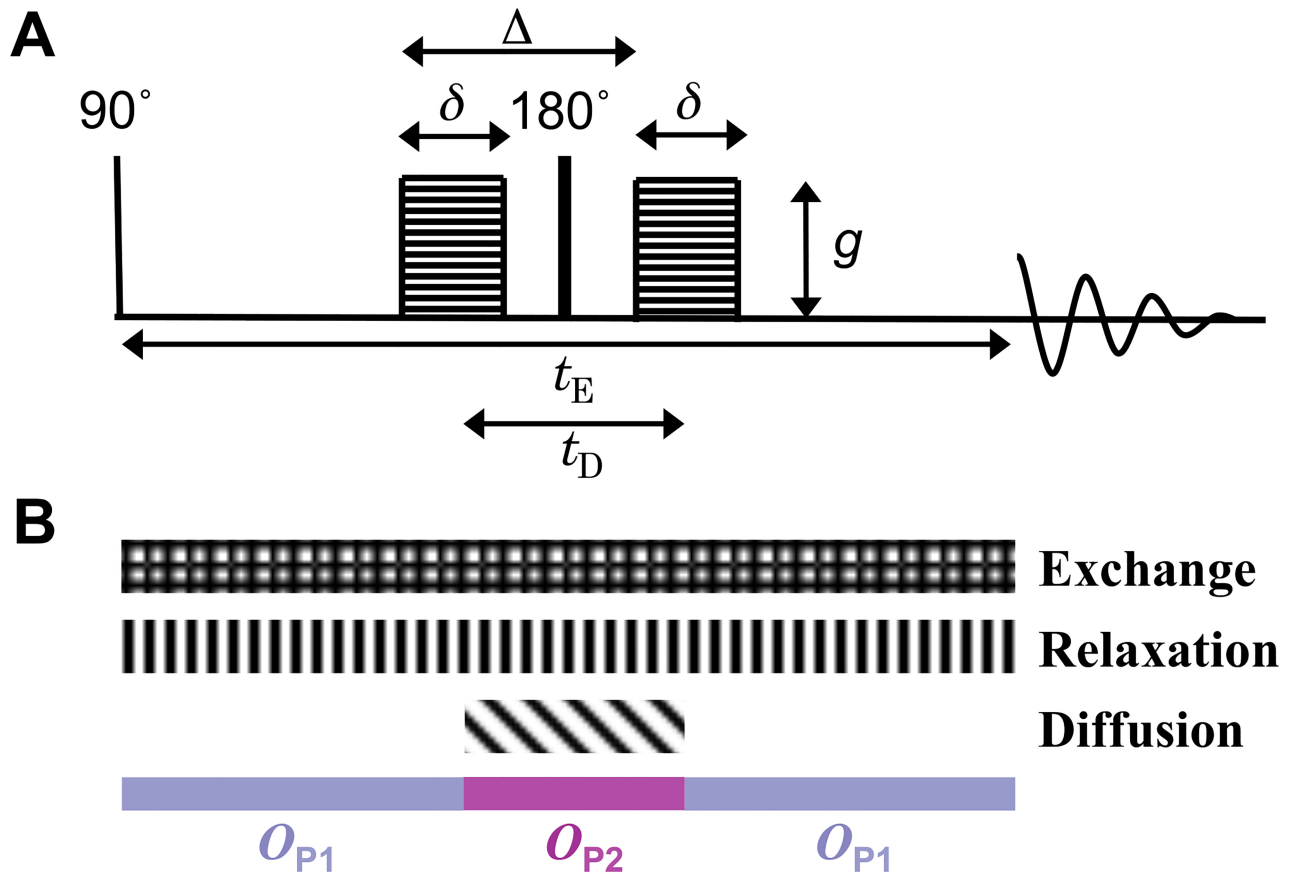 A
Δ
90° δ 180° δ
g
tE
tD
B
Exchange
Relaxation
Diffusion
OP1 OP2 OP1